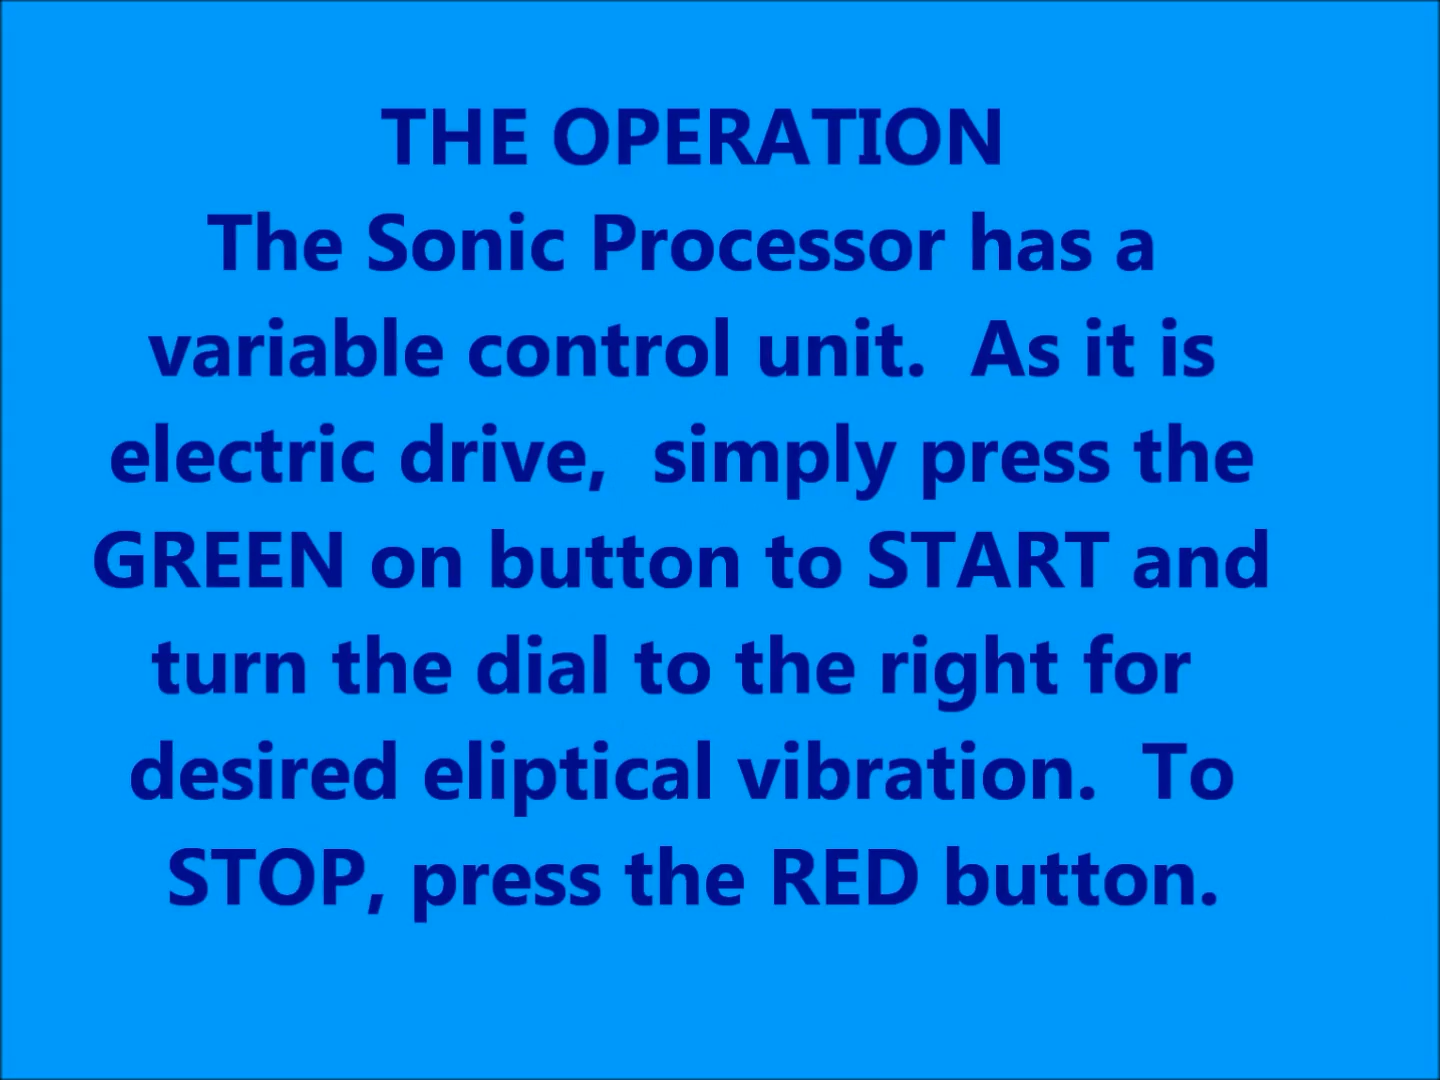 THE OPERATION
The Sonic Processor has a
variable control unit.  As it is
electric drive,  simply press the
GREEN on button to START and
turn the dial to the right for
desired eliptical vibration.  To
STOP, press the RED button.